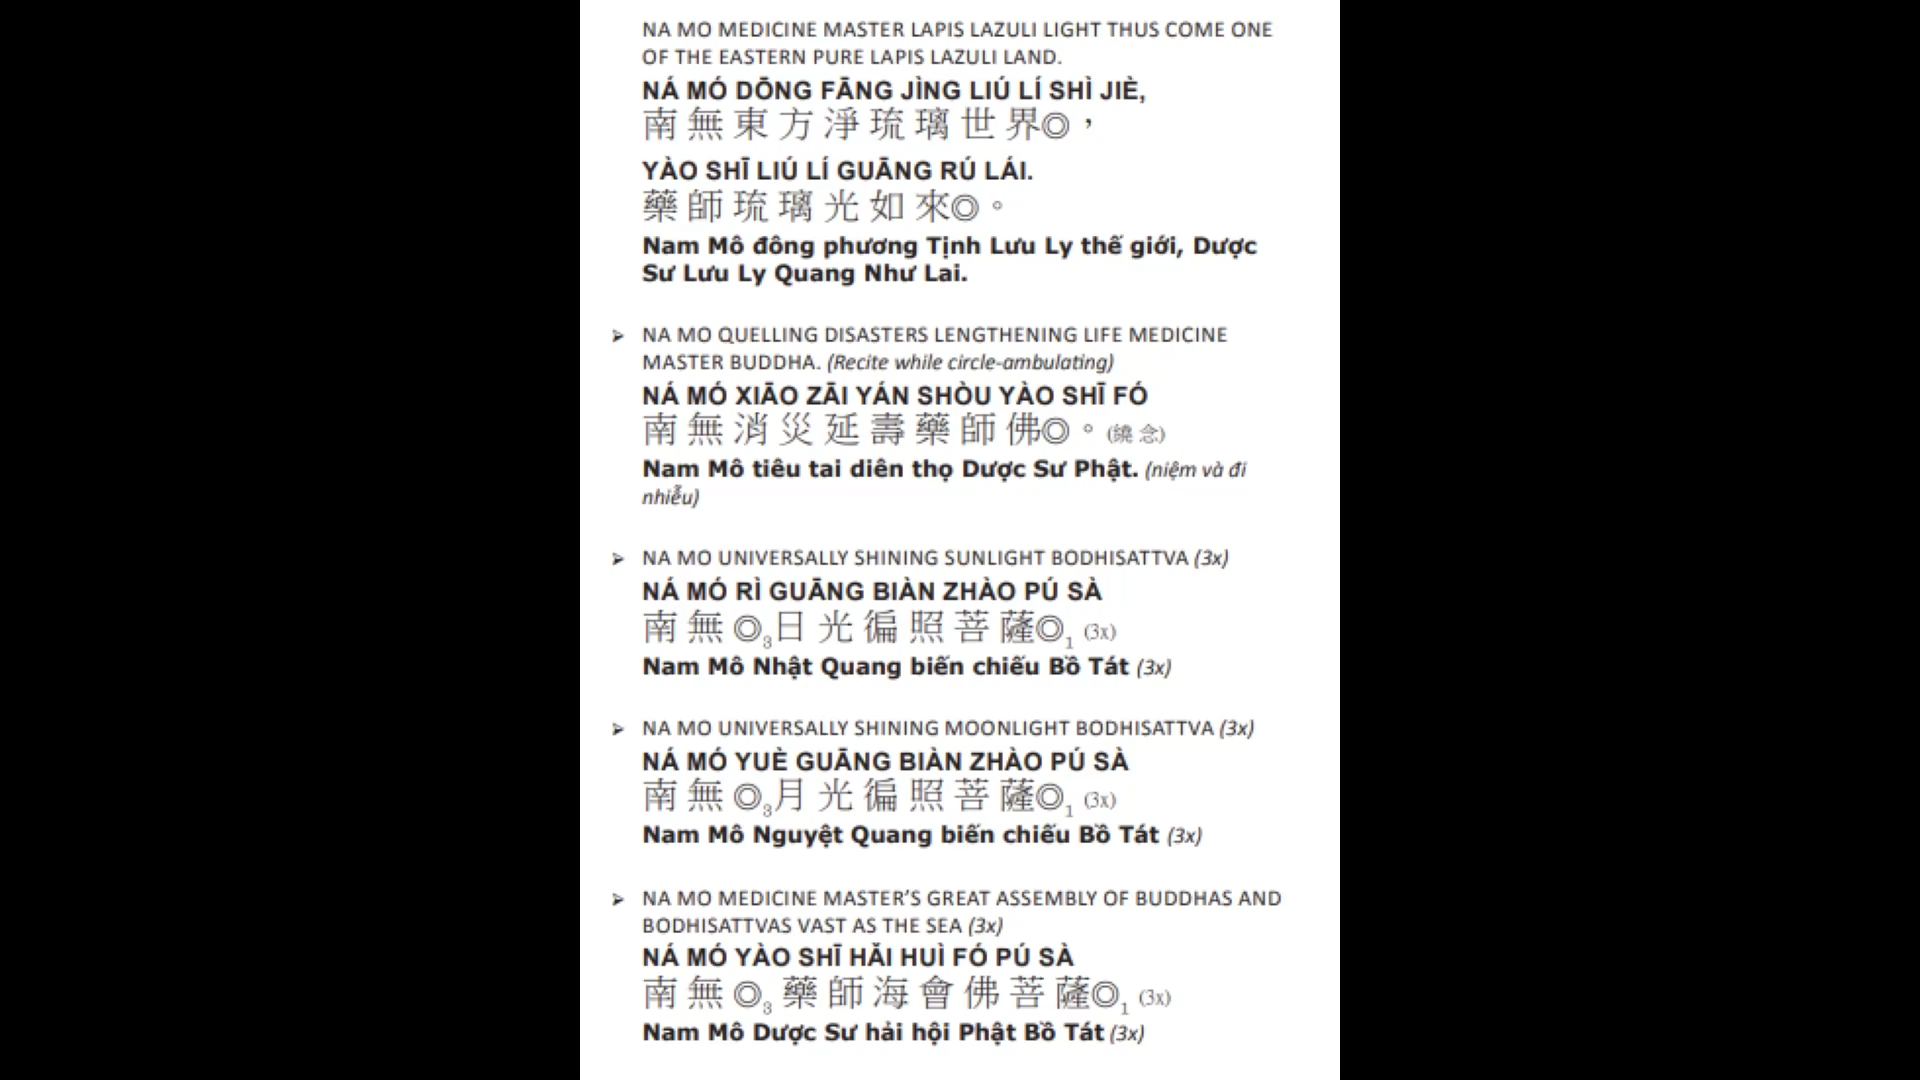 NA MO MEDICINE MASTER LAPIS LAZULI LIGHT THUS COME ONE
OF THE EASTERN PURE LAPIS LAZULI LAND.
NÁ MÓ DŌNG FĀNG JÌNG LIÚ LÍ SHÌ JIÈ,
南無東方淨琉璃世界◎，
YÀO SHĪ LIÚ LÍ GUĀNG RÚ LÁI.
藥師琉璃光如來◎。
Nam Mô đông phương Tịnh Lưu Ly thế giới, Dược
Sư Lưu Ly Quang Như Lai.
➢ NA MO QUELLING DISASTERS LENGTHENING LIFE MEDICINE
MASTER BUDDHA. (Recite while circle-ambulating)
NÁ MÓ XIĀO ZĀI YÁN SHÒU YÀO SHĪ FÓ
南無消災延壽藥師佛◎。(繞念)
Nam Mô tiêu tai diên thọ Dược Sư Phật. (niệm và đi
nhiễu)
➢ NA MO UNIVERSALLY SHINING SUNLIGHT BODHISATTVA (3x)
NÁ MÓ RÌ GUĀNG BIÀN ZHÀO PÚ SÀ
南無◎3日光徧照菩薩◎1 (3x)
Nam Mô Nhật Quang biến chiếu Bồ Tát (3x)
➢ NA MO UNIVERSALLY SHINING MOONLIGHT BODHISATTVA (3x)
NÁ MÓ YUÈ GUĀNG BIÀN ZHÀO PÚ SÀ
南無◎3月光徧照菩薩◎1 (3x)
Nam Mô Nguyệt Quang biến chiếu Bồ Tát (3x)
➢ NA MO MEDICINE MASTER’S GREAT ASSEMBLY OF BUDDHAS AND
BODHISATTVAS VAST AS THE SEA (3x)
NÁ MÓ YÀO SHĪ HǍI HUÌ FÓ PÚ SÀ
南無◎3藥師海會佛菩薩◎1 (3x)
Nam Mô Dược Sư hải hội Phật Bồ Tát (3x)